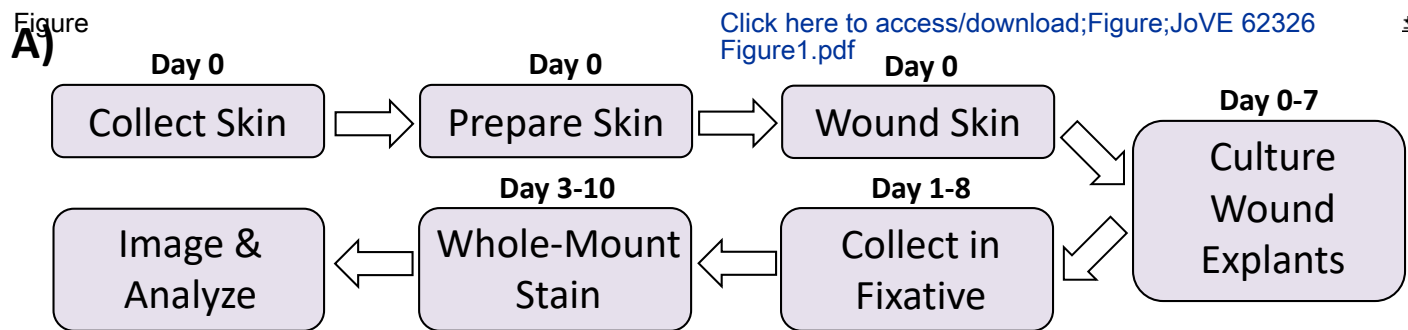 Figure
Click here to access/download;Figure;JoVE 62326
Figure1.pdf
A)
Day 0
Collect Skin
Day 0
Prepare Skin
Day 0
Wound Skin
Day 0-7
Culture
Wound
Explants
Day 1-8
Collect in
Fixative
Day 3-10
Whole-Mount
Stain
Image &
Analyze